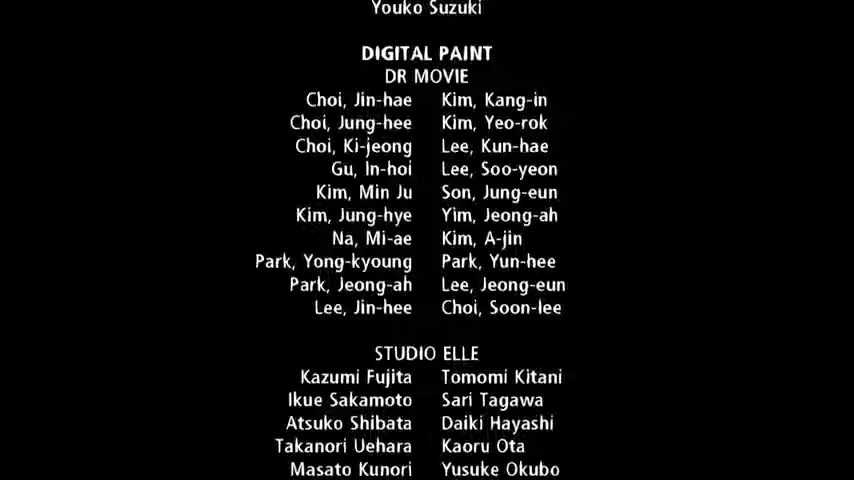 Youko Suzuki
DIGITAL PAINT
DR MOVIE
Choi, Jin-hae Kim, Kang-in
Choi, Jung-hee Kim, Yeo-rok
Choi, Ki-jeong Lee, Kun-hae
Gu, In-hoi Lee, Soo-yeon
Kim, Min Ju Son, Jung-eun
Kim, Jung-hye Yim, Jeong-ah
Na, Mi-ae Kim, A-jin
Park, Yong-kyoung Park, Yun-hee
Park, Jeong-ah Lee, Jeong-eun
Lee, Jin-hee Choi, Soon-lee
STUDIO ELLE
Kazumi Fujita Tomomi Kitani
Ikue Sakamoto Sari Tagawa
Atsuko Shibata Daiki Hayashi
Takanori Uehara Kaoru Ota
Masato Kunori Yusuke Okubo